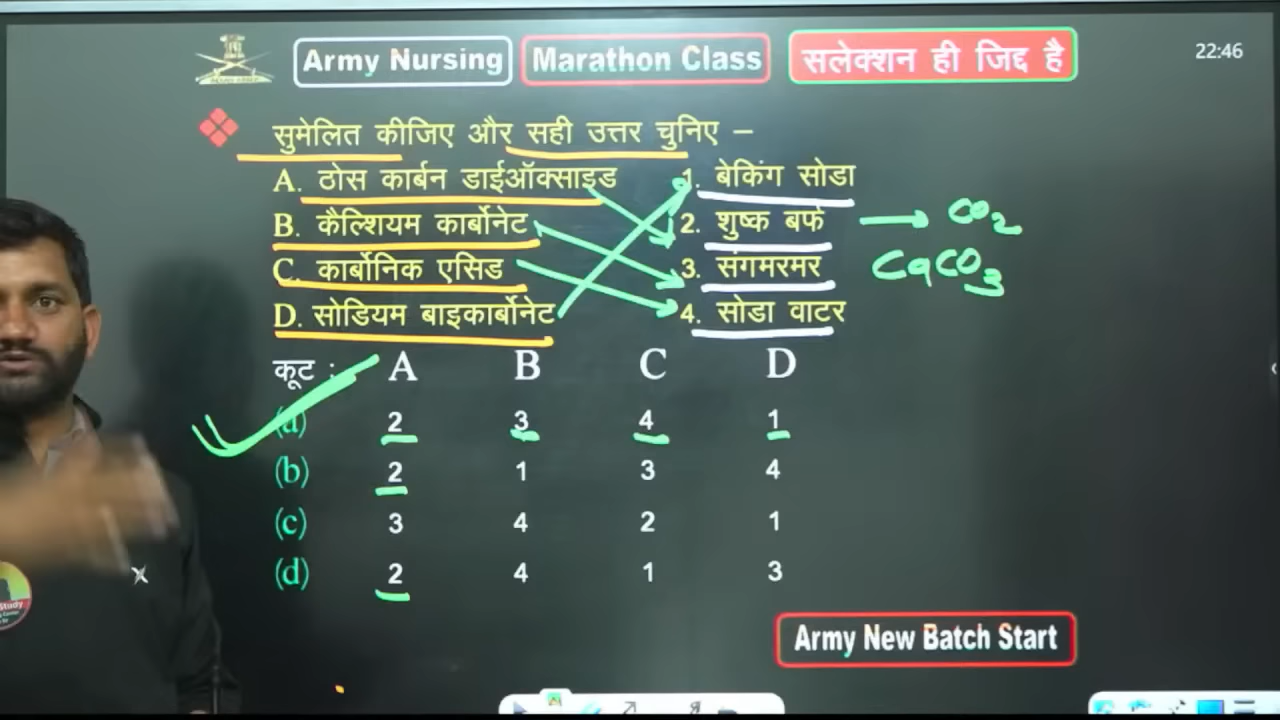 Army Nursing Marathon Class सलेक्शन ही जिद्द है 22:46
सुमेलित कीजिए और सही उत्तर चुनिए –
A. ठोस कार्बन डाईऑक्साइड 1. बेकिंग सोडा
B. कैल्शियम कार्बोनेट 2. शुष्क बर्फ → CO2
C. कार्बोनिक एसिड 3. संगमरमर CaCO3
D. सोडियम बाइकार्बोनेट 4. सोडा वाटर
कूट : A B C D
(a) 2 3 4 1
(b) 2 1 3 4
(c) 3 4 2 1
(d) 2 4 1 3
Study
Army New Batch Start